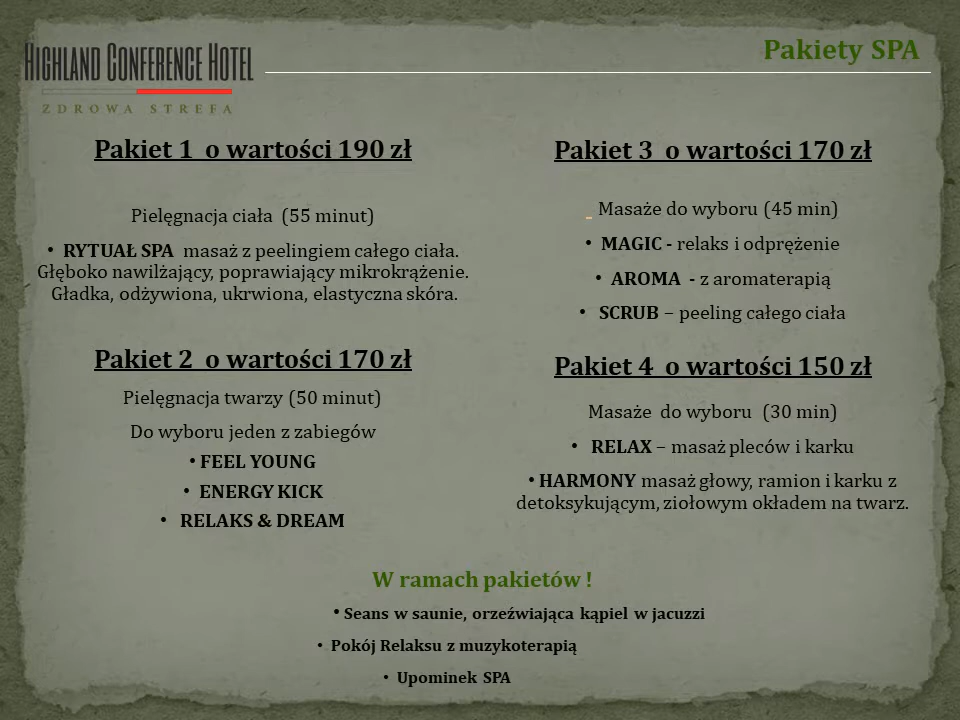 HIGHLAND CONFERENCE HOTEL
ZDROWA STREFA
Pakiety SPA
Pakiet 1 o wartości 190 zł
Pielęgnacja ciała (55 minut)
• RYTUAŁ SPA masaż z peelingiem całego ciała.
Głęboko nawilżający, poprawiający mikrokrążenie.
Gładka, odżywiona, ukrwiona, elastyczna skóra.
Pakiet 2 o wartości 170 zł
Pielęgnacja twarzy (50 minut)
Do wyboru jeden z zabiegów
• FEEL YOUNG
• ENERGY KICK
• RELAKS & DREAM
Pakiet 3 o wartości 170 zł
Masaże do wyboru (45 min)
• MAGIC - relaks i odprężenie
• AROMA - z aromaterapią
• SCRUB – peeling całego ciała
Pakiet 4 o wartości 150 zł
Masaże do wyboru (30 min)
• RELAX – masaż pleców i karku
• HARMONY masaż głowy, ramion i karku z
detoksykującym, ziołowym okładem na twarz.
W ramach pakietów !
• Seans w saunie, orzeźwiająca kąpiel w jacuzzi
• Pokój Relaksu z muzykoterapią
• Upominek SPA